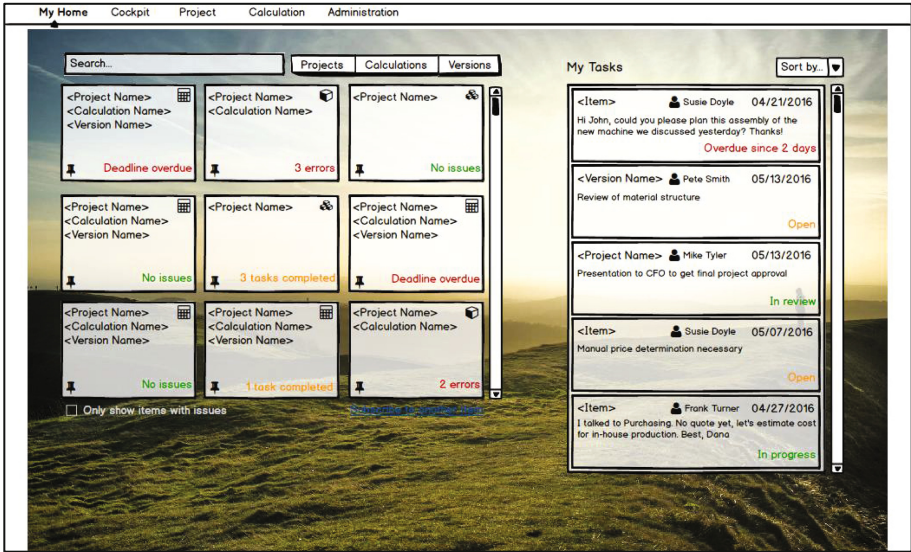 My Home Cockpit Project Calculation Administration
Search...
Projects Calculations Versions
<Project Name>
<Calculation Name>
<Version Name>
Deadline overdue
<Project Name>
<Calculation Name>
3 errors
<Project Name>
No issues
<Project Name>
<Calculation Name>
<Version Name>
No issues
<Project Name>
3 tasks completed
<Project Name>
<Calculation Name>
<Version Name>
Deadline overdue
<Project Name>
<Calculation Name>
<Version Name>
No issues
<Project Name>
<Calculation Name>
<Version Name>
1 task completed
<Project Name>
<Calculation Name>
2 errors
Only show items with issues
Subscribe to
My Tasks
Sort by...
<Item> Susie Doyle 04/21/2016
Hi John, could you please plan this assembly of the
new machine we discussed yesterday? Thanks!
Overdue since 2 days
<Version Name> Pete Smith 05/13/2016
Review of material structure
Open
<Project Name> Mike Tyler 05/13/2016
Presentation to CFO to get final project approval
In review
<Item> Susie Doyle 05/07/2016
Manual price determination necessary
Open
<Item> Frank Turner 04/27/2016
I talked to Purchasing. No quote yet, let's estimate cost
for in-house production. Best, Dana
In progress